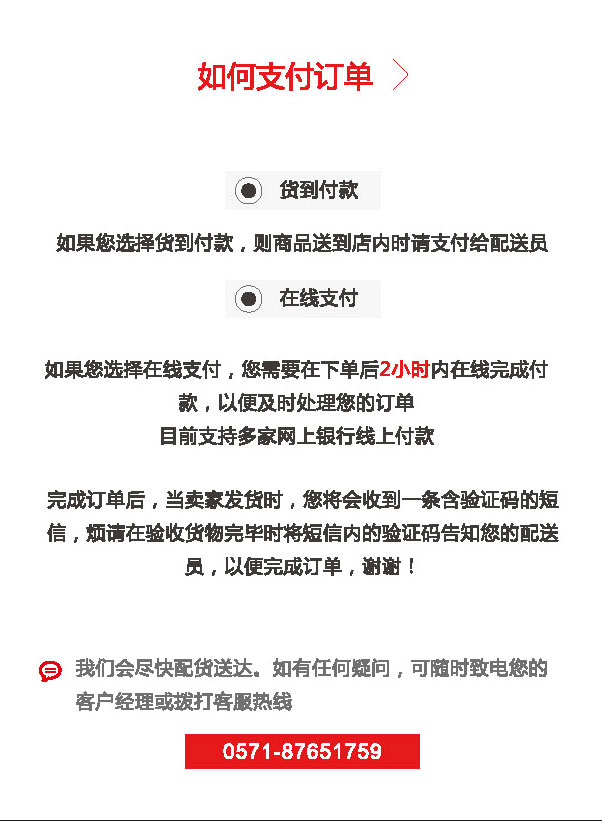 如何支付订单
货到付款
如果您选择货到付款，则商品送到店内时请支付给配送员
在线支付
如果您选择在线支付，您需要在下单后2小时内在线完成付
款，以便及时处理您的订单
目前支持多家网上银行线上付款
完成订单后，当卖家发货时，您将会收到一条含验证码的短
信，烦请在验收货物完毕时将短信内的验证码告知您的配送
员，以便完成订单，谢谢！
我们会尽快配货送达。如有任何疑问，可随时致电您的
客户经理或拨打客服热线
0571-87651759